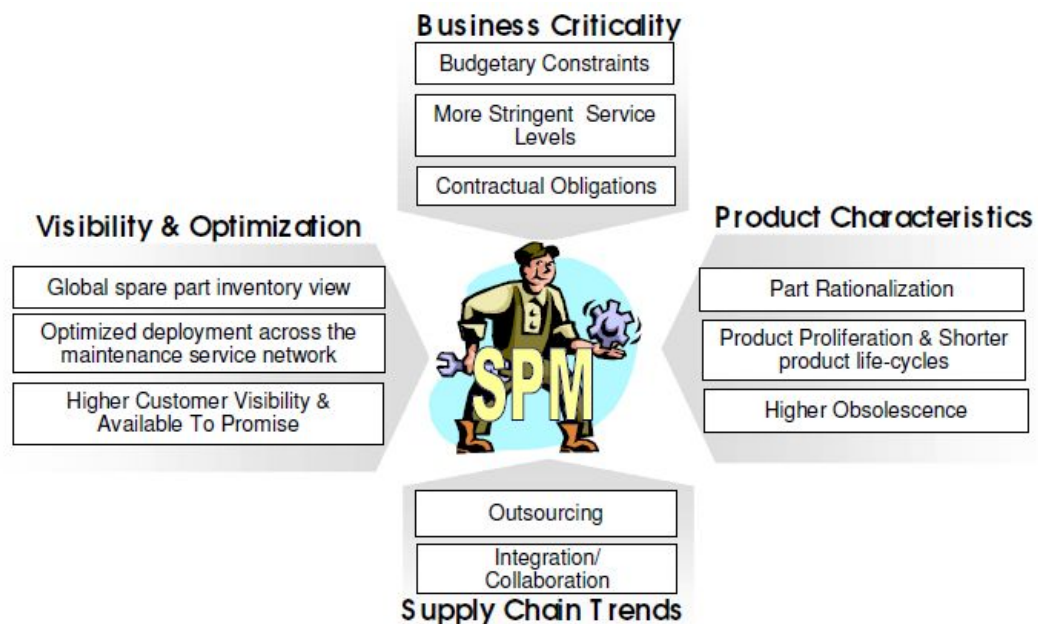 Business Criticality
Budgetary Constraints
More Stringent Service
Levels
Contractual Obligations
Visibility & Optimization
Global spare part inventory view
Optimized deployment across the
maintenance service network
Higher Customer Visibility &
Available To Promise
SPM
Product Characteristics
Part Rationalization
Product Proliferation & Shorter
product life-cycles
Higher Obsolescence
Outsourcing
Integration/
Collaboration
Supply Chain Trends